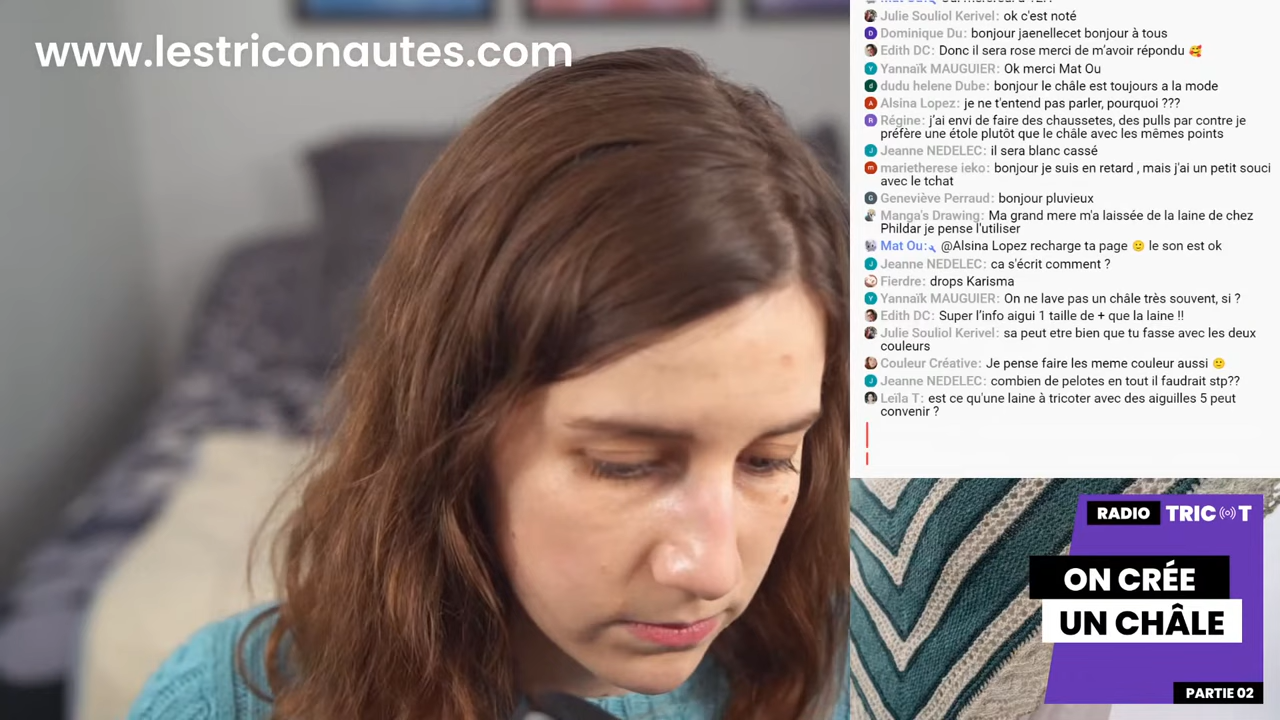 www.lestriconautes.com
Julie Souliol Kerivel: ok c'est noté
Dominique Du: bonjour jaenellecet bonjour à tous
Edith DC: Donc il sera rose merci de m'avoir répondu 🥰
Yannaïk MAUGUIER: Ok merci Mat Ou
dudu helene Dube: bonjour le châle est toujours a la mode
Alsina Lopez: je ne t'entend pas parler, pourquoi ???
Régine: j'ai envi de faire des chaussetes, des pulls par contre je
préfère une étole plutôt que le châle avec les mêmes points
Jeanne NEDELEC: il sera blanc cassé
marietherese ieko: bonjour je suis en retard , mais j'ai un petit souci
avec le tchat
Geneviève Perraud: bonjour pluvieux
Manga's Drawing: Ma grand mere m'a laissée de la laine de chez
Phildar je pense l'utiliser
Mat Ou: @Alsina Lopez recharge ta page 🙂 le son est ok
Jeanne NEDELEC: ca s'écrit comment ?
Fierdre: drops Karisma
Yannaïk MAUGUIER: On ne lave pas un châle très souvent, si ?
Edith DC: Super l'info aigui 1 taille de + que la laine !!
Julie Souliol Kerivel: sa peut etre bien que tu fasse avec les deux
couleurs
Couleur Créative: Je pense faire les meme couleur aussi 🙂
Jeanne NEDELEC: combien de pelotes en tout il faudrait stp??
Leïla T: est ce qu'une laine à tricoter avec des aiguilles 5 peut
convenir ?
RADIO TRICOT
ON CRÉE
UN CHÂLE
PARTIE 02